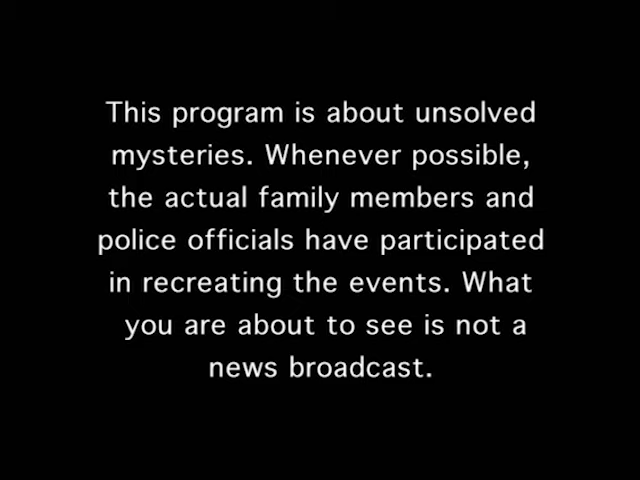 This program is about unsolved
mysteries. Whenever possible,
the actual family members and
police officials have participated
in recreating the events. What
you are about to see is not a
news broadcast.